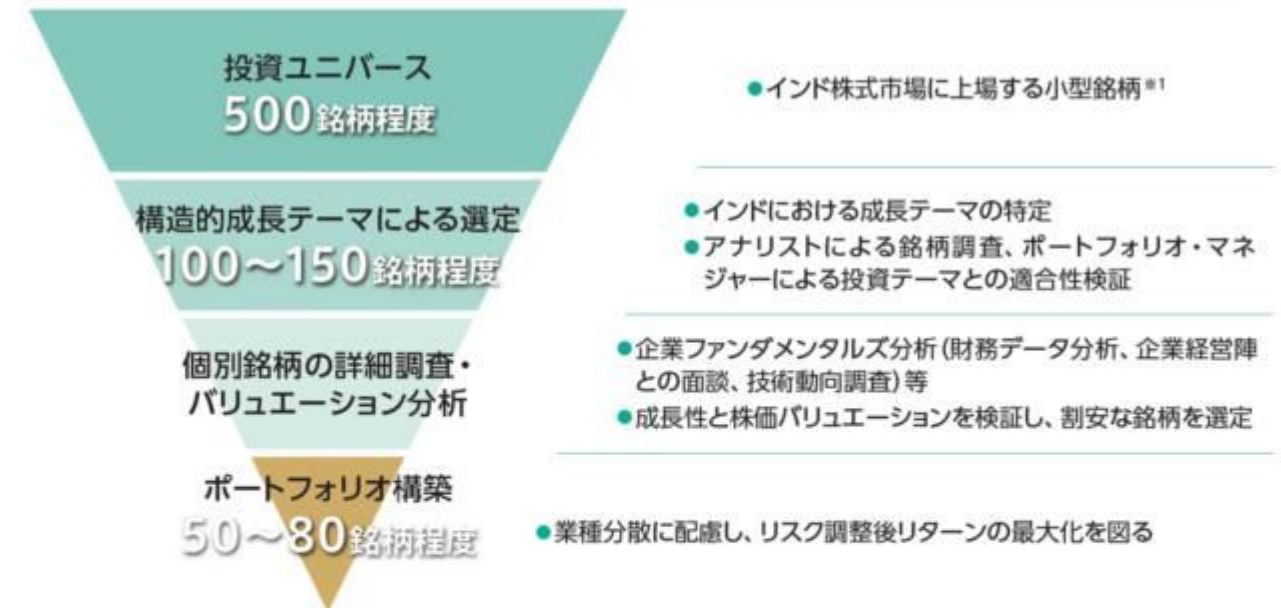 投資ユニバース
500銘柄程度
●インド株式市場に上場する小型銘柄※1
構造的成長テーマによる選定
100~150銘柄程度
●インドにおける成長テーマの特定
●アナリストによる銘柄調査、ポートフォリオ・マネ
ジャーによる投資テーマとの適合性検証
個別銘柄の詳細調査・
バリュエーション分析
●企業ファンダメンタルズ分析(財務データ分析、企業経営陣
との面談、技術動向調査)等
●成長性と株価バリュエーションを検証し、割安な銘柄を選定
ポートフォリオ構築
50~80銘柄程度
●業種分散に配慮し、リスク調整後リターンの最大化を図る